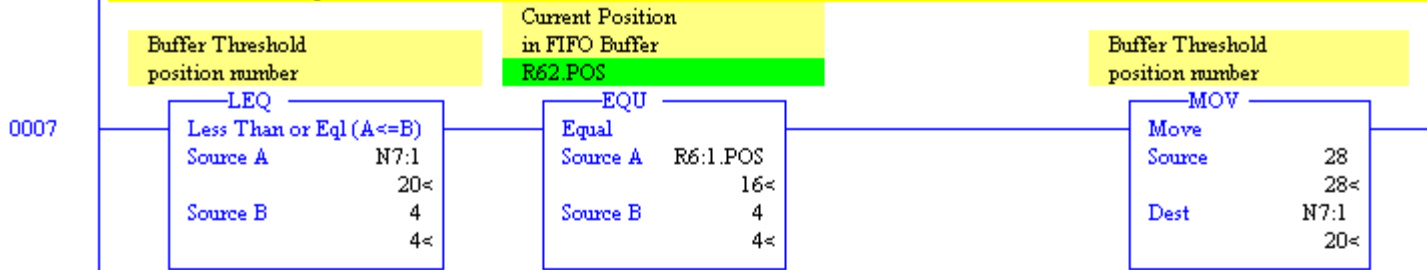 Current Position
in FIFO Buffer
R62.POS
Buffer Threshold
position number
Buffer Threshold
position number
0007
LEQ
Less Than or Eql (A<=B)
Source A N7:1
20<
Source B 4
4<
EQU
Equal
Source A R6:1.POS
16<
Source B 4
4<
MOV
Move
Source 28
28<
Dest N7:1
20<